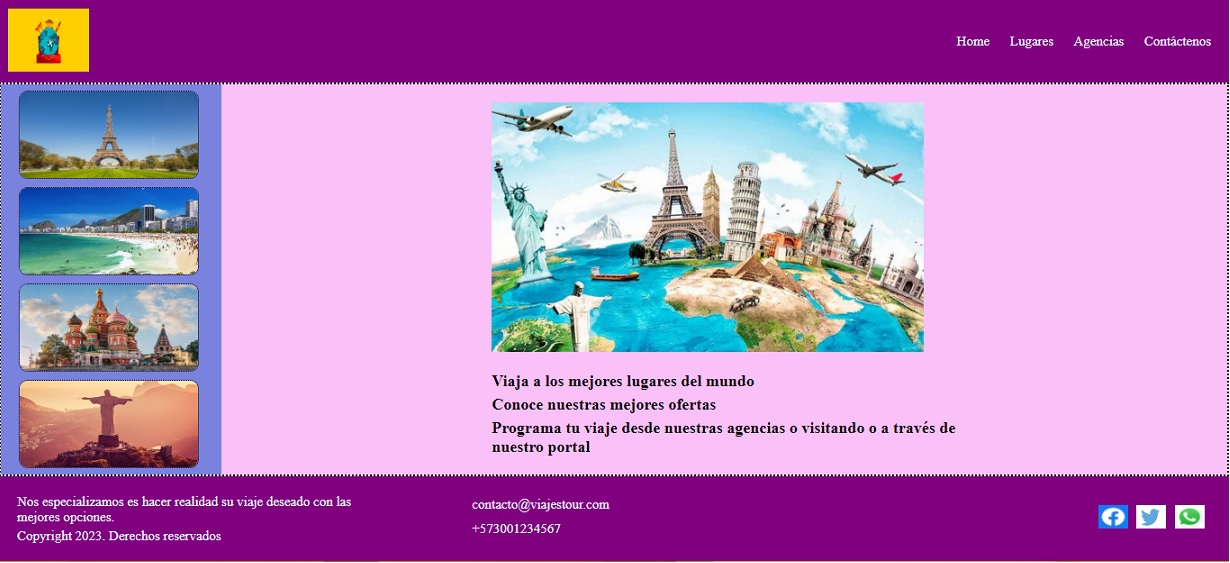 Home
Lugares
Agencias
Contáctenos
Viaja a los mejores lugares del mundo
Conoce nuestras mejores ofertas
Programa tu viaje desde nuestras agencias o visitando o a través de
nuestro portal
Nos especializamos es hacer realidad su viaje deseado con las
mejores opciones.
Copyright 2023. Derechos reservados
contacto@viajestour.com
+573001234567